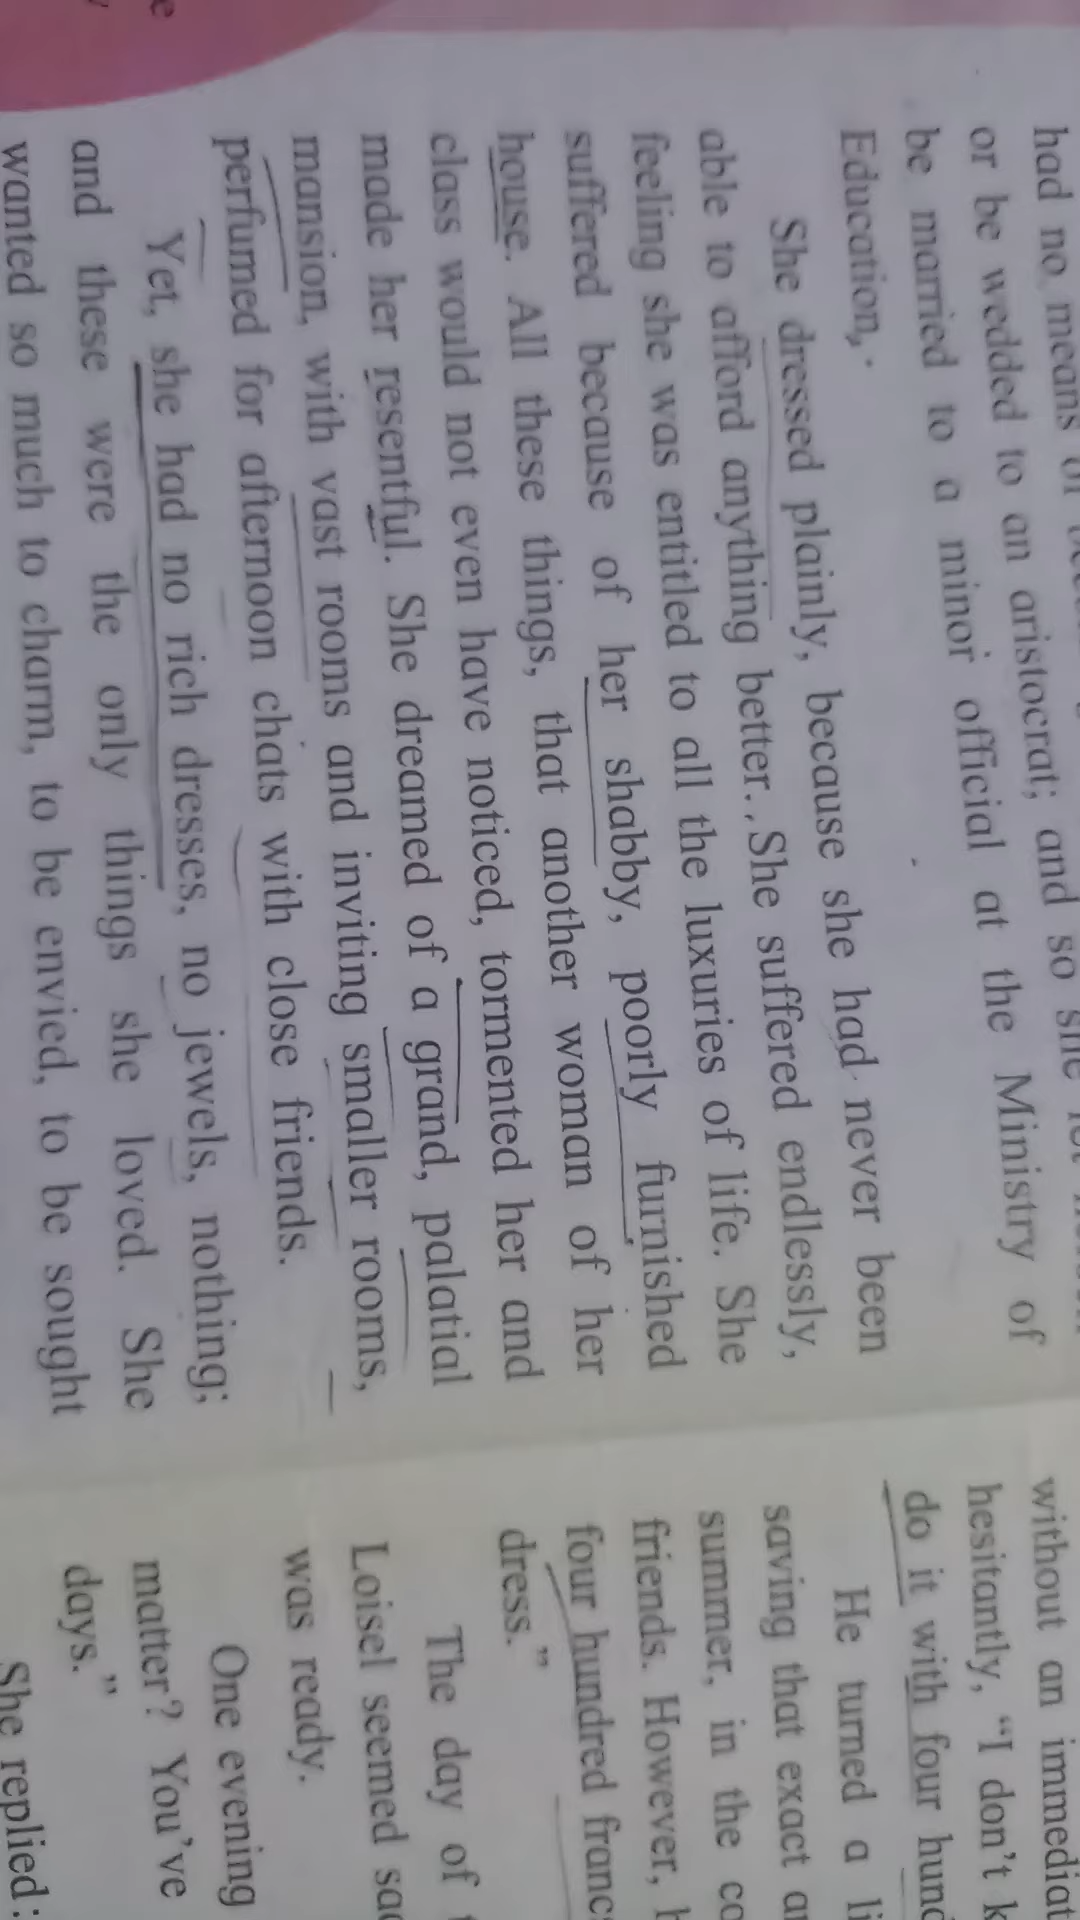 had no means of
or be wedded to an aristocrat; and so she
be married to a minor official at the Ministry of
Education,.
She dressed plainly, because she had never been
able to afford anything better. She suffered endlessly,
feeling she was entitled to all the luxuries of life. She
suffered because of her shabby, poorly furnished
house. All these things, that another woman of her
class would not even have noticed, tormented her and
made her resentful. She dreamed of a grand, palatial
mansion, with vast rooms and inviting smaller rooms,
perfumed for afternoon chats with close friends.
Yet, she had no rich dresses, no jewels, nothing;
and these were the only things she loved. She
wanted so much to charm, to be envied, to be sought
without an immediat
hesitantly, “I don’t k
do it with four hund
He turned a li
saving that exact a
summer, in the co
friends. However, h
four hundred franc
dress.”
The day of
Loisel seemed sa
was ready.
One evening
matter? You’ve
days.”
She replied: